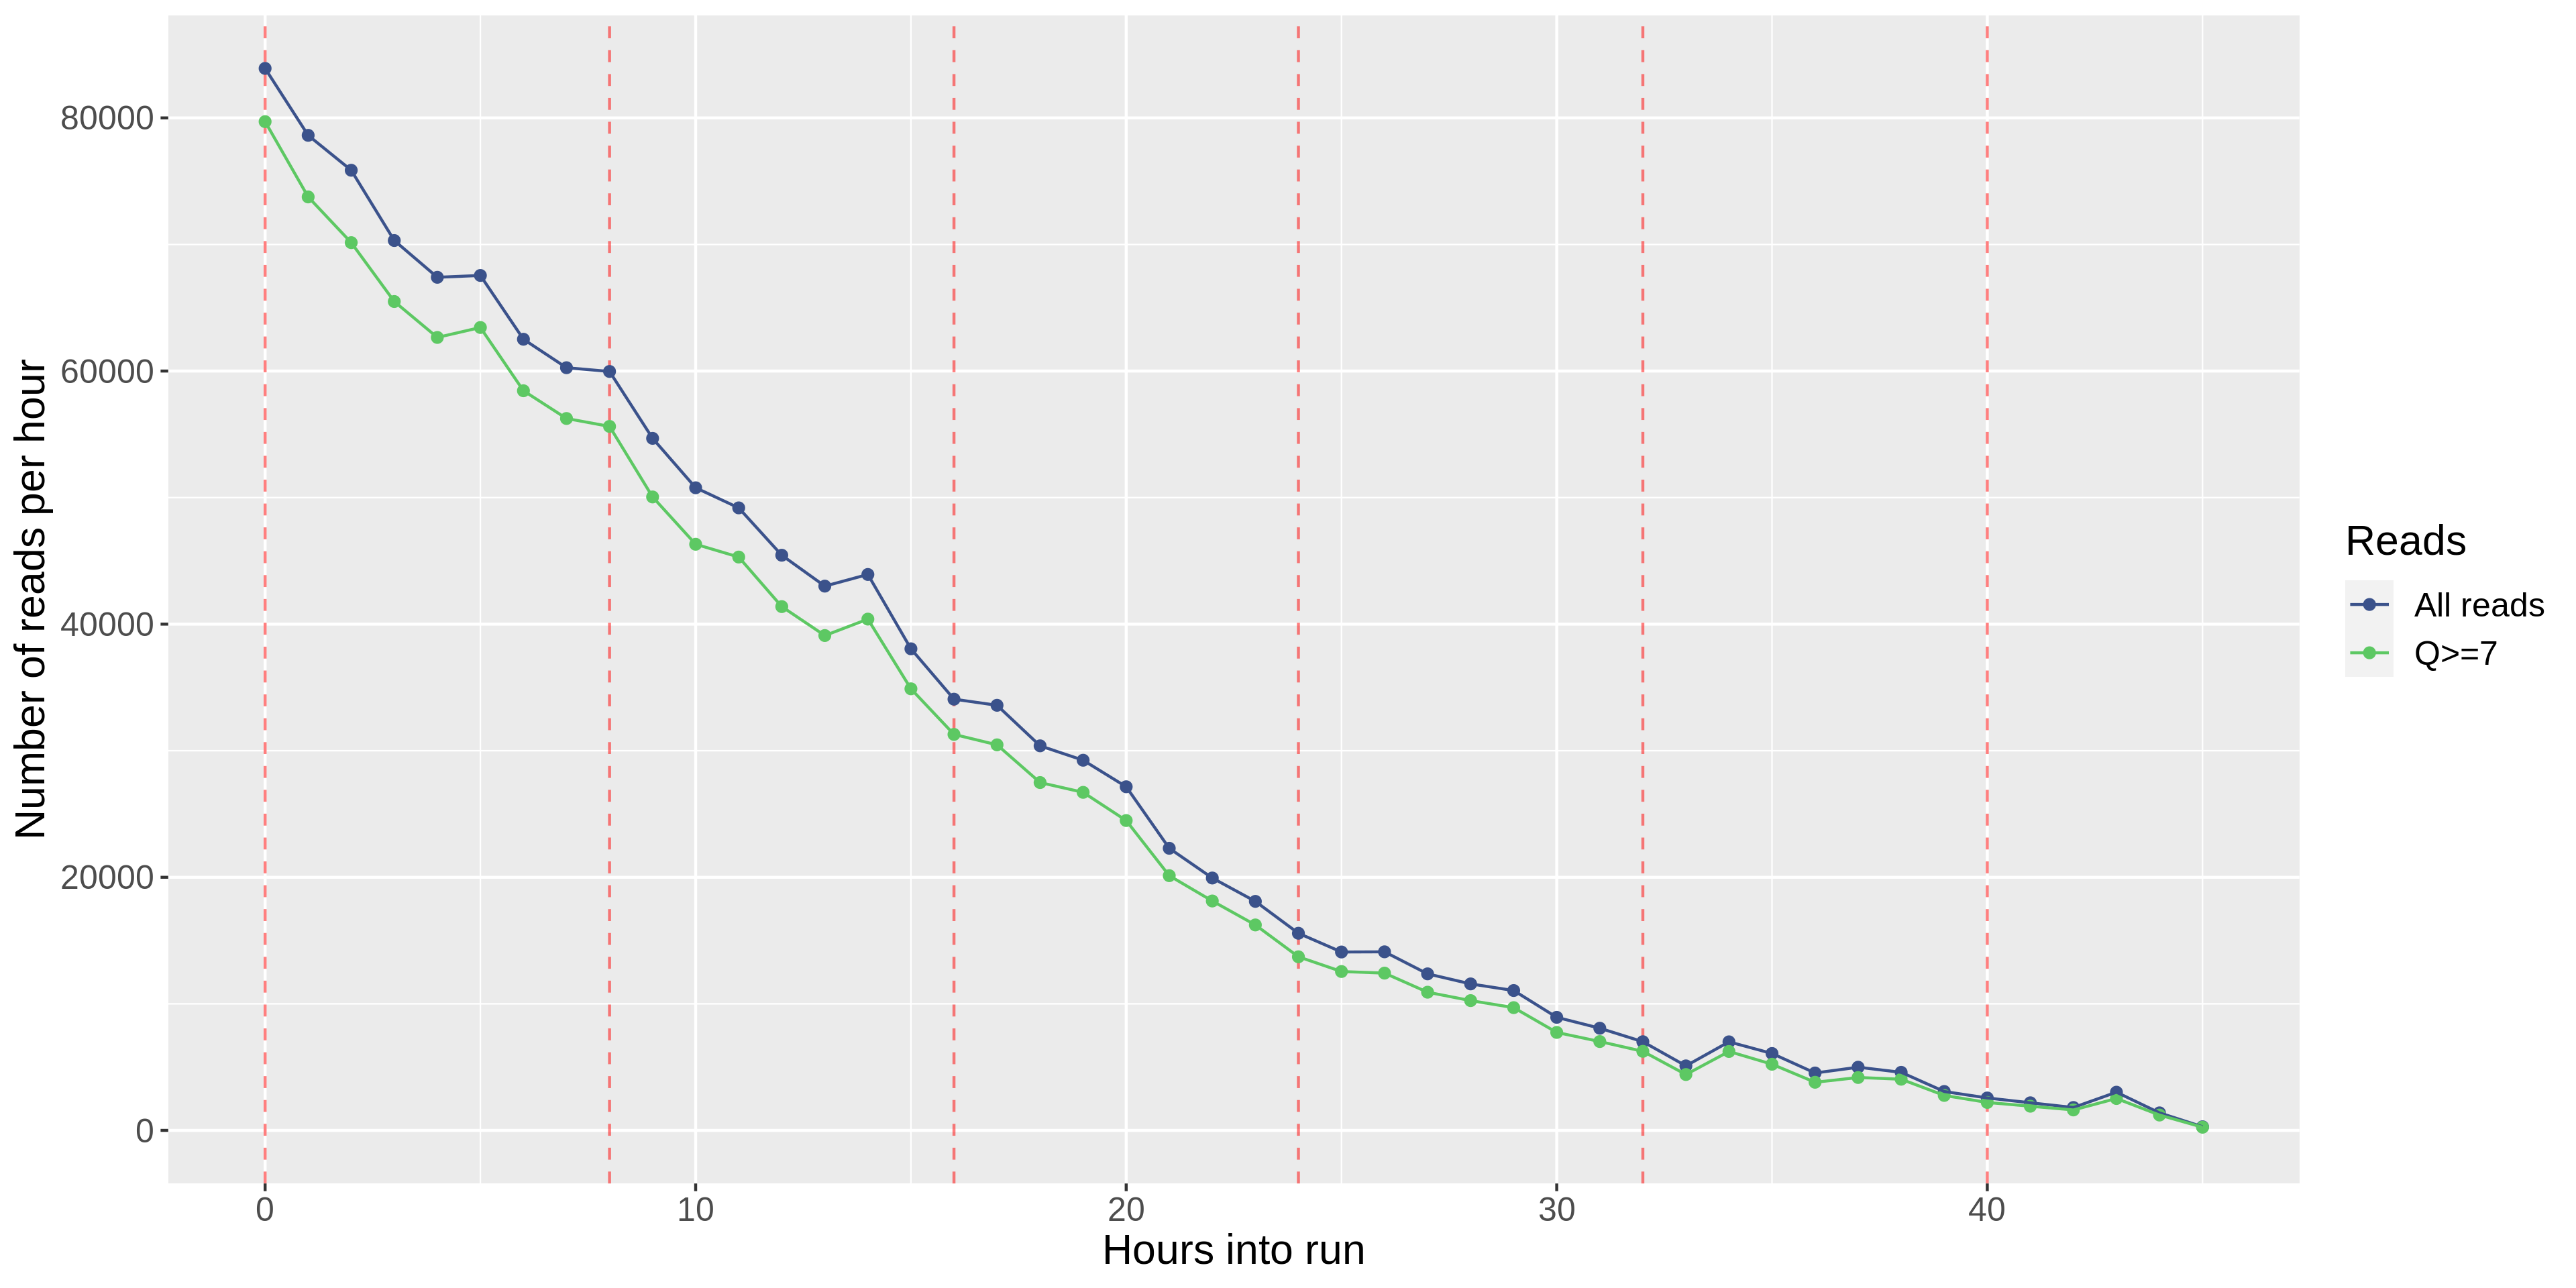 Number of reads per hour
80000
60000
40000
20000
0
0 10 20 30 40
Hours into run
Reads
All reads
Q>=7